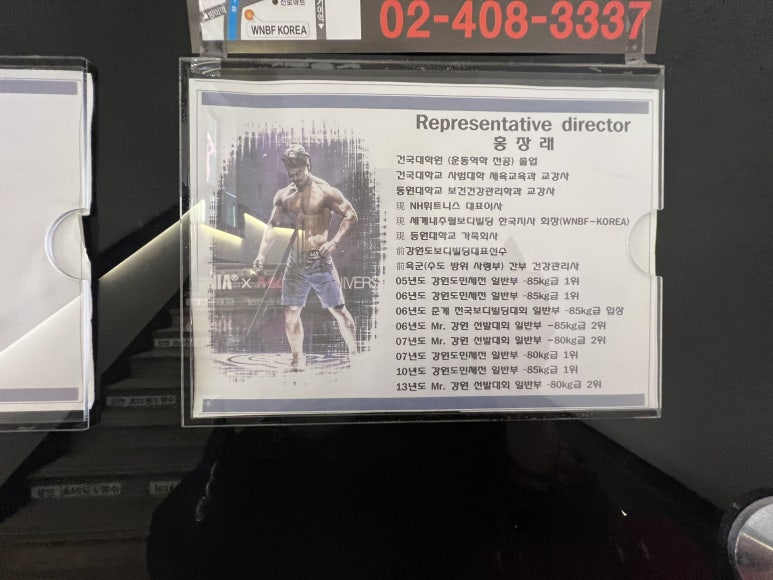 진로마트
WNBF KOREA
02-408-3337
Representative director
홍 장 래
건국대학원 (운동역학 전공) 졸업
건국대학교 사범대학 체육교육과 교강사
동원대학교 보건건강관리학과 교강사
現 NH휘트니스 대표이사
現 세계내추럴보디빌딩 한국지사 회장(WNBF-KOREA)
現 동원대학교 가족회사
前강원도보디빌딩대표선수
前육군(수도 방위 사령부) 간부 건강관리사
05년도 강원도민체전 일반부 -85kg급 1위
06년도 강원도민체전 일반부 -85kg급 1위
06년도 춘계 전국보디빌딩대회 일반부 -85kg급 입상
06년도 Mr. 강원 선발대회 일반부 -85kg급 2위
07년도 Mr. 강원 선발대회 일반부 -80kg급 2위
07년도 강원도민체전 일반부 -80kg급 1위
10년도 강원도민체전 일반부 -85kg급 1위
13년도 Mr. 강원 선발대회 일반부 -80kg급 2위